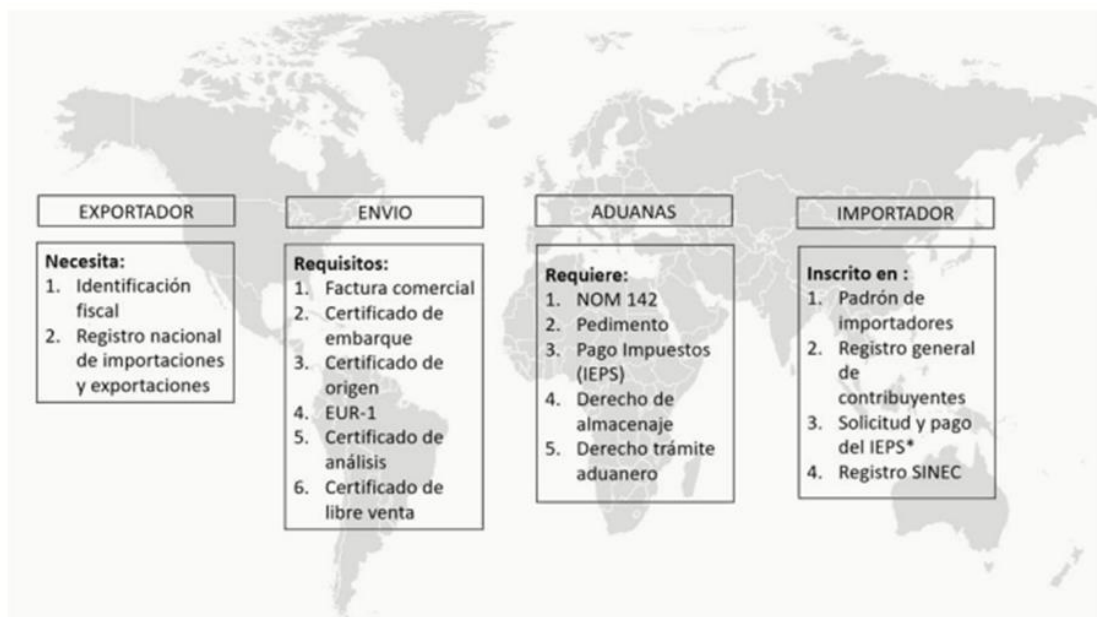 EXPORTADOR
Necesita:
1. Identificación
fiscal
2. Registro nacional
de importaciones
y exportaciones
ENVIO
Requisitos:
1. Factura comercial
2. Certificado de
embarque
3. Certificado de
origen
4. EUR-1
5. Certificado de
análisis
6. Certificado de
libre venta
ADUANAS
Requiere:
1. NOM 142
2. Pedimento
3. Pago Impuestos
(IEPS)
4. Derecho de
almacenaje
5. Derecho trámite
aduanero
IMPORTADOR
Inscrito en :
1. Padrón de
importadores
2. Registro general
de
contribuyentes
3. Solicitud y pago
del IEPS*
4. Registro SINEC